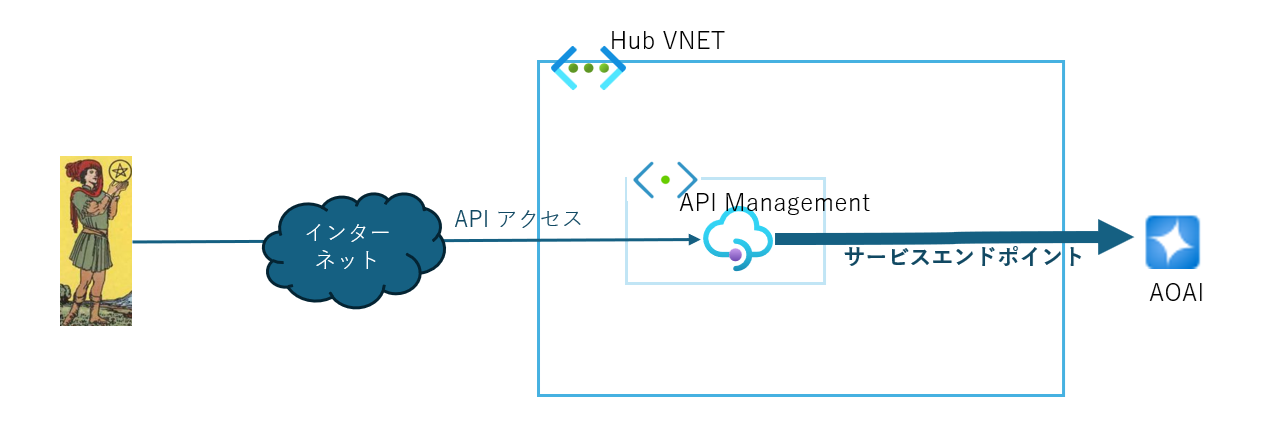 Hub VNET
API Management
API アクセス
インター
ネット
サービスエンドポイント
AOAI